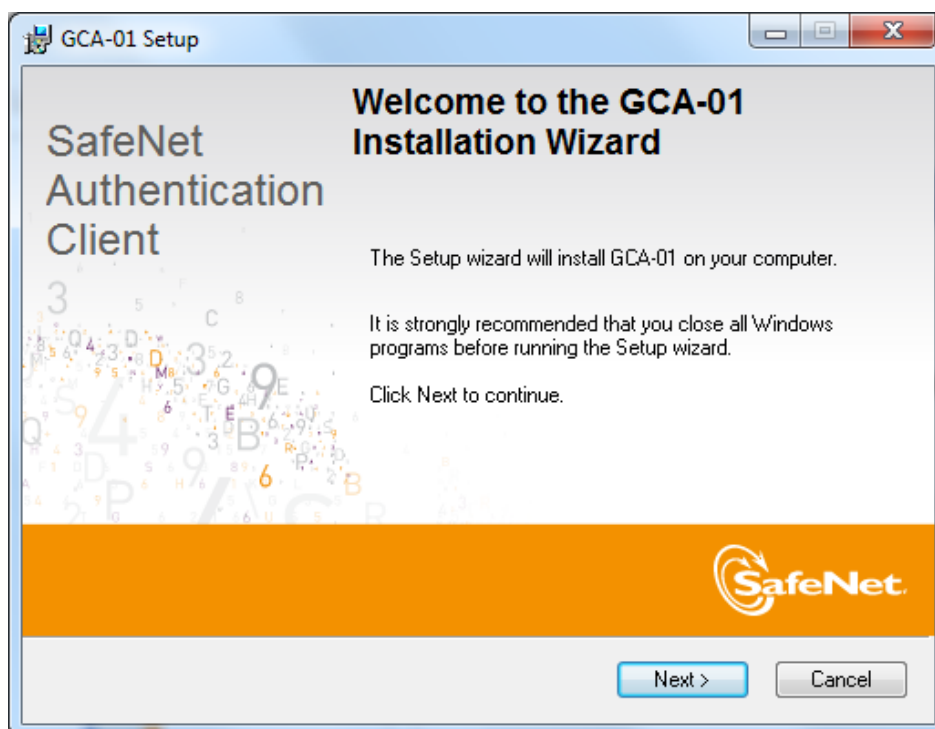 GCA-01 Setup
Welcome to the GCA-01
Installation Wizard
SafeNet
Authentication
Client
The Setup wizard will install GCA-01 on your computer.
It is strongly recommended that you close all Windows
programs before running the Setup wizard.
Click Next to continue.
SafeNet.
Next >
Cancel